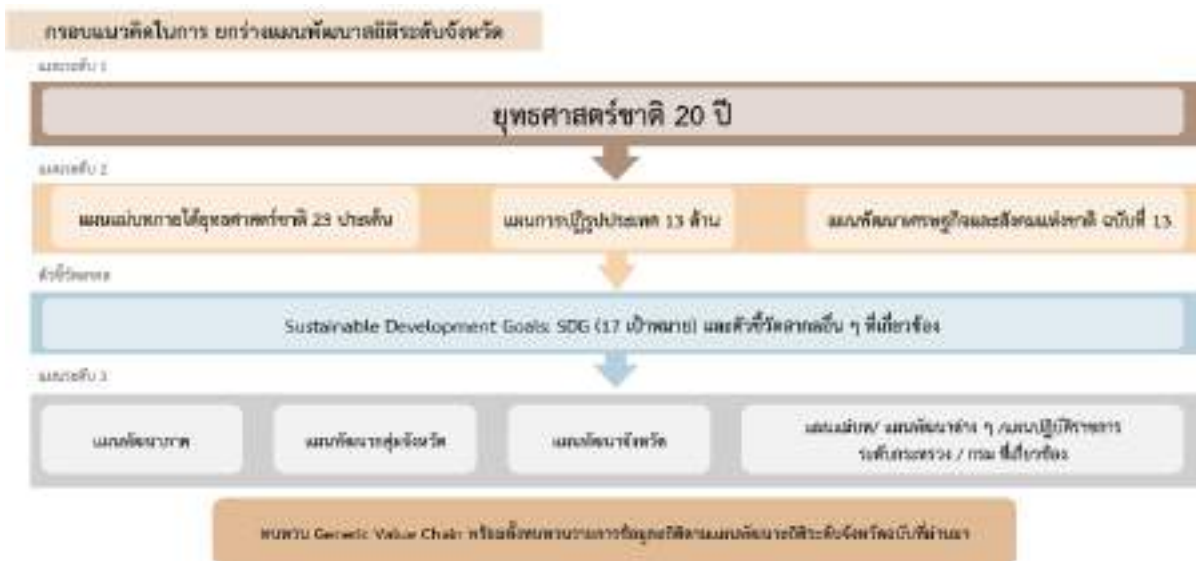 กรอบแนวคิดในการ ยกร่างแผนพัฒนาสถิติระดับจังหวัด
แผนระดับ 1
ยุทธศาสตร์ชาติ 20 ปี
แผนระดับ 2
แผนแม่บทภายใต้ยุทธศาสตร์ชาติ 23 ประเด็น
แผนการปฏิรูปประเทศ 13 ด้าน
แผนพัฒนาเศรษฐกิจและสังคมแห่งชาติ ฉบับที่ 13
ตัวชี้วัดสากล
Sustainable Development Goals: SDG (17 เป้าหมาย) และตัวชี้วัดสากลอื่น ๆ ที่เกี่ยวข้อง
แผนระดับ 3
แผนพัฒนาภาค
แผนพัฒนากลุ่มจังหวัด
แผนพัฒนาจังหวัด
แผนแม่บท/ แผนพัฒนาต่าง ๆ /แผนปฏิบัติราชการ
ระดับกระทรวง / กรม ที่เกี่ยวข้อง
ทบทวน Generic Value Chain พร้อมทั้งทบทวนรายการข้อมูลสถิติตามแผนพัฒนาสถิติระดับจังหวัดฉบับที่ผ่านมา